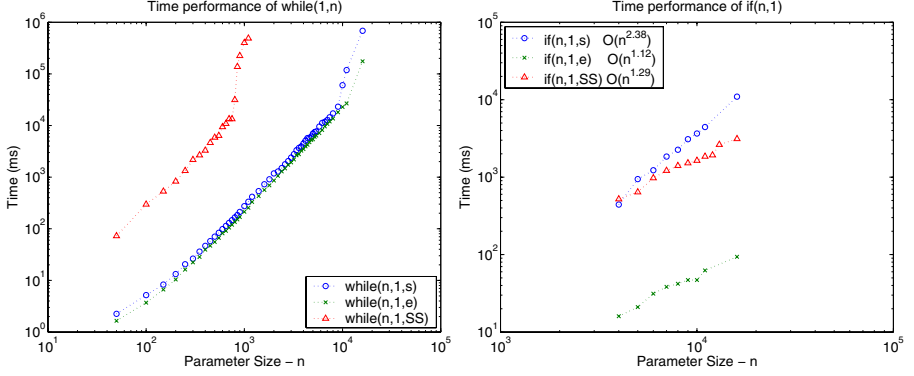 Time performance of while(1,n)
10^6
10^5
10^4
10^3
10^2
10^1
10^0
Time (ms)
while(n,1,s)
while(n,1,e)
while(n,1,SS)
10^1
10^2
10^3
10^4
10^5
Parameter Size – n
Time performance of if(n,1)
if(n,1,s) O(n^2.38)
if(n,1,e) O(n^1.12)
if(n,1,SS) O(n^1.29)
10^5
10^4
10^3
10^2
10^1
Time (ms)
10^3
10^4
10^5
Parameter Size – n